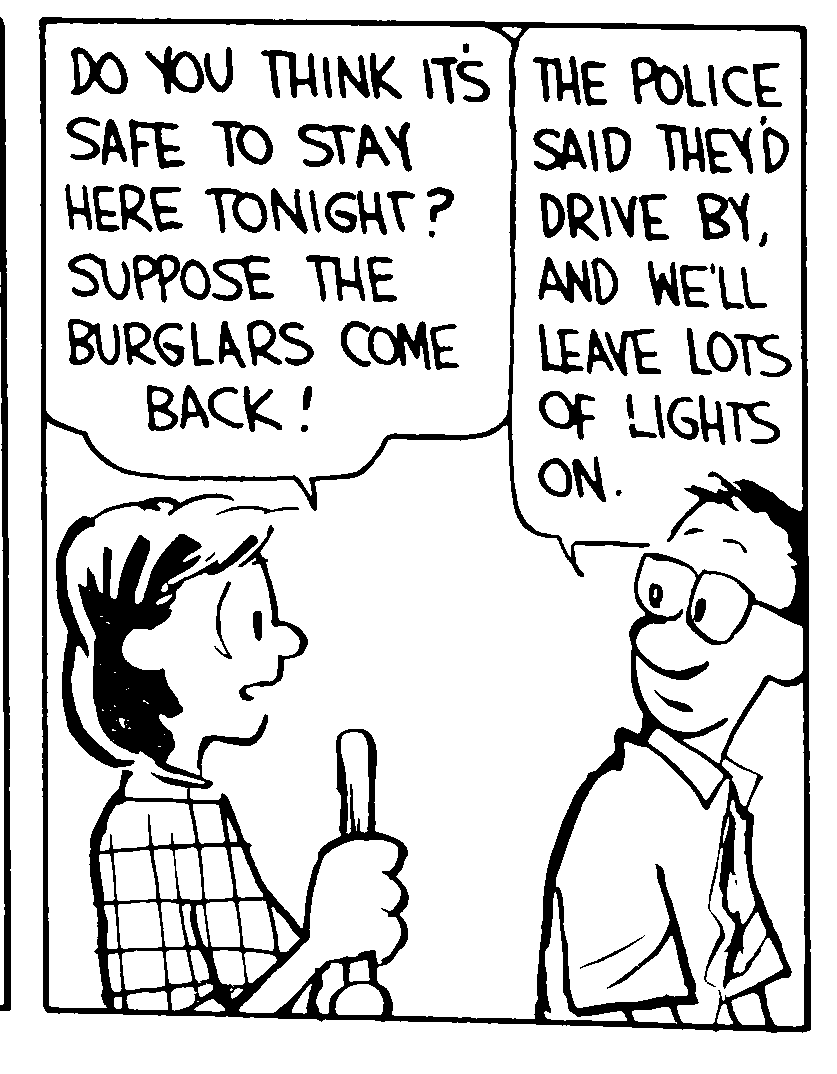 DO YOU THINK IT'S
SAFE TO STAY
HERE TONIGHT?
SUPPOSE THE
BURGLARS COME
BACK!
THE POLICE
SAID THEY'D
DRIVE BY,
AND WE'LL
LEAVE LOTS
OF LIGHTS
ON.